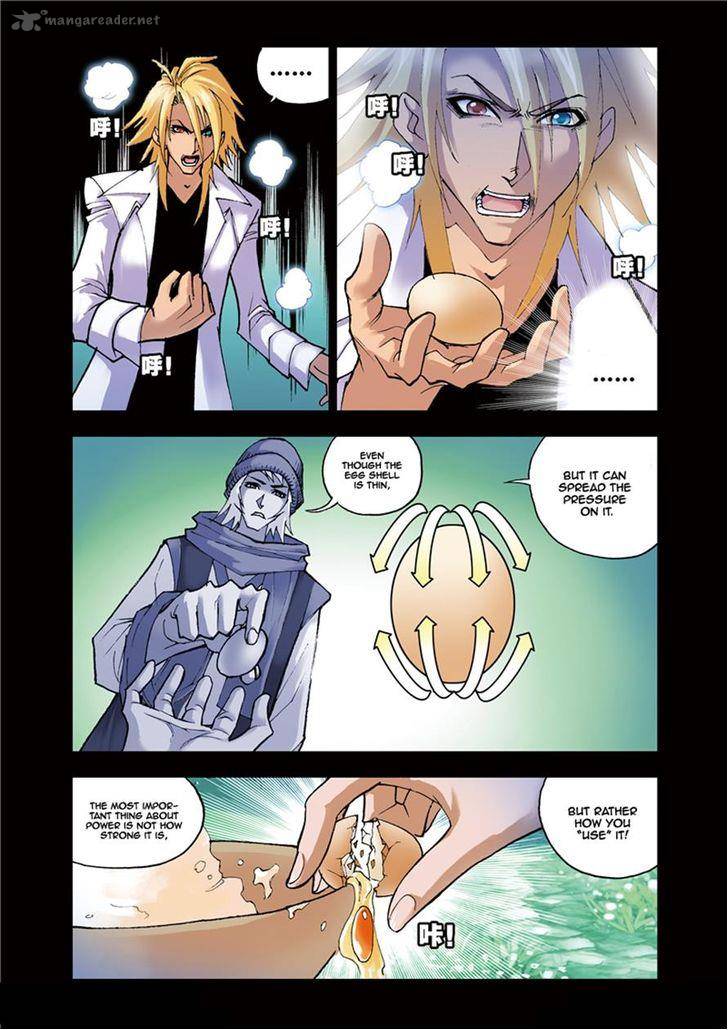 mangareader.net
......
呼!
呼!
呼!
呼!
呼!
呼!
......
EVEN
THOUGH THE
EGG SHELL
IS THIN,
BUT IT CAN
SPREAD THE
PRESSURE
ON IT.
THE MOST IMPOR-
TANT THING ABOUT
POWER IS NOT HOW
STRONG IT IS,
BUT RATHER
HOW YOU
"USE" IT!
咔!